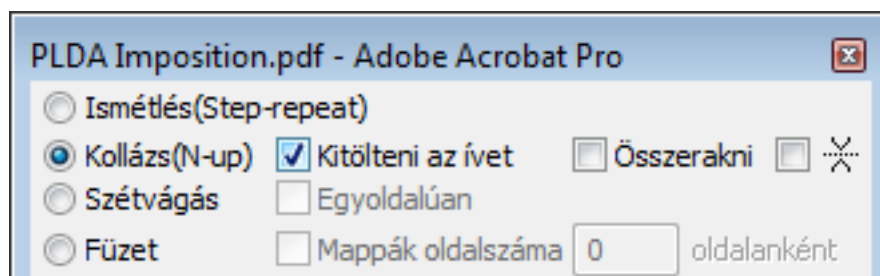 PLDA Imposition.pdf - Adobe Acrobat Pro
Ismétlés(Step-repeat)
Kollázs(N-up) Kitölteni az ívet Összerakni
Szétvágás Egyoldalúan
Füzet Mappák oldalszáma 0 oldalanként